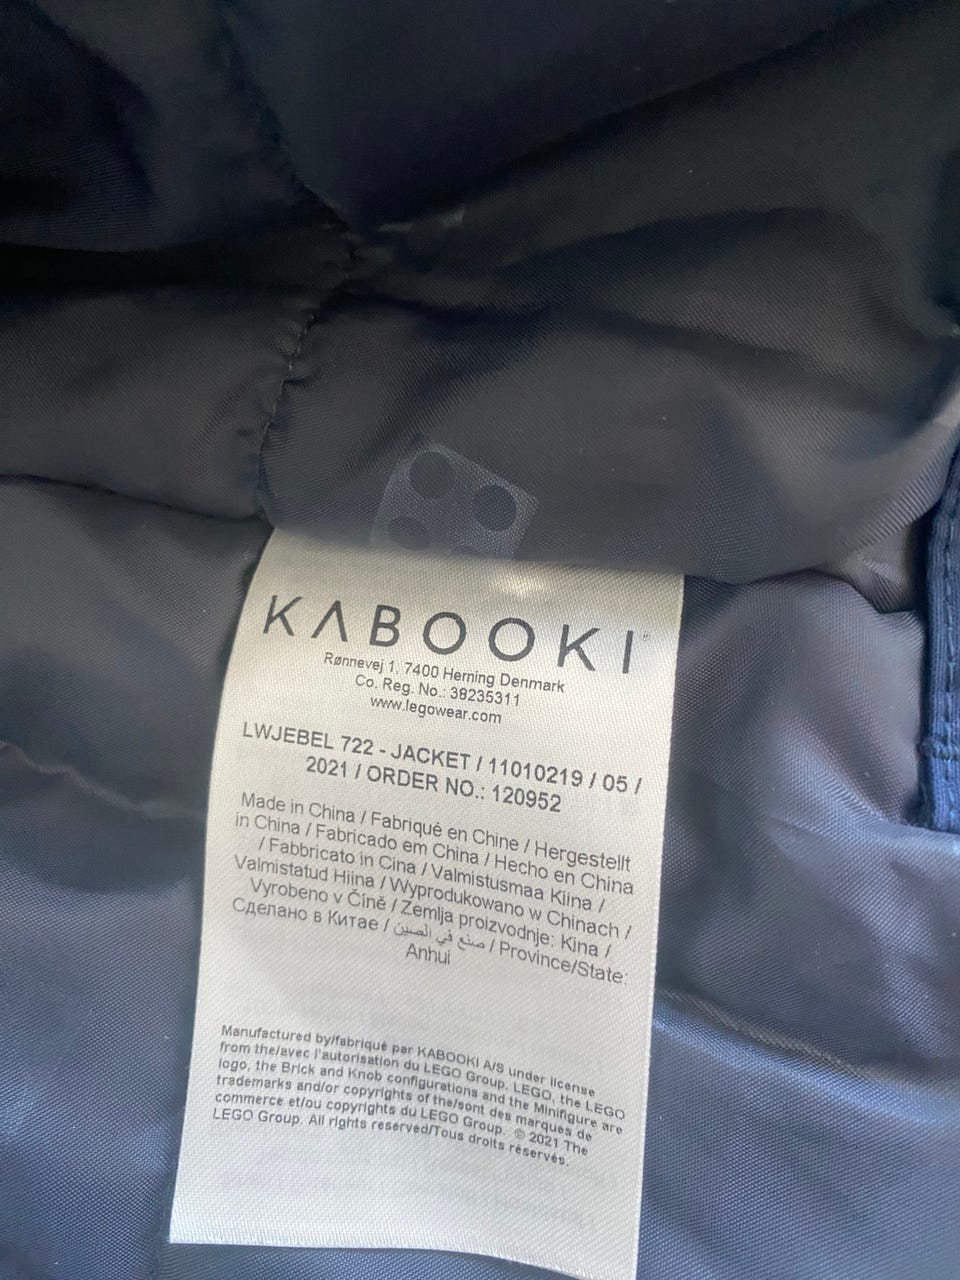 KABOOKI™
Rønnevej 1, 7400 Herning Denmark
Co. Reg. No.: 38235311
www.legowear.com
LWJEBEL 722 - JACKET / 11010219 / 05 /
2021 / ORDER NO.: 120952
Made in China / Fabriqué en Chine / Hergestellt
in China / Fabricado em China / Hecho en China
/ Fabbricato in Cina / Valmistusmaa Kiina /
Valmistatud Hiina / Wyprodukowano w Chinach /
Vyrobeno v Číně / Zemlja proizvodnje: Kina /
Сделано в Китае / صنع في الصين / Province/State:
Anhui
Manufactured by/fabriqué par KABOOKI A/S under license
from the/avec l'autorisation du LEGO Group. LEGO, the LEGO
logo, the Brick and Knob configurations and the Minifigure are
trademarks and/or copyrights of the/sont des marques de
commerce et/ou copyrights du LEGO Group. © 2021 The
LEGO Group. All rights reserved/Tous droits réservés.